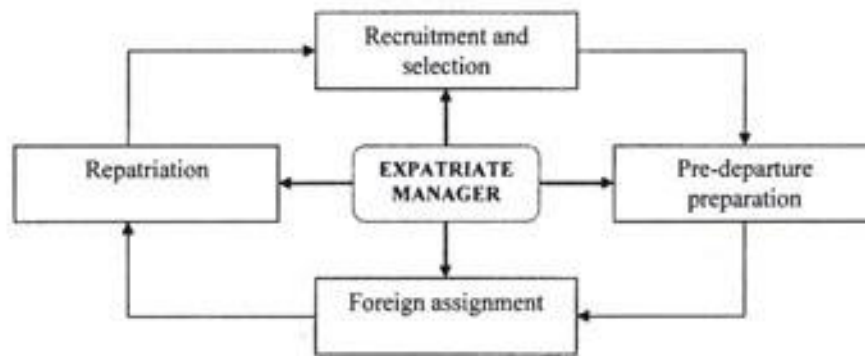 Recruitment and
selection
Repatriation
EXPATRIATE
MANAGER
Pre-departure
preparation
Foreign assignment